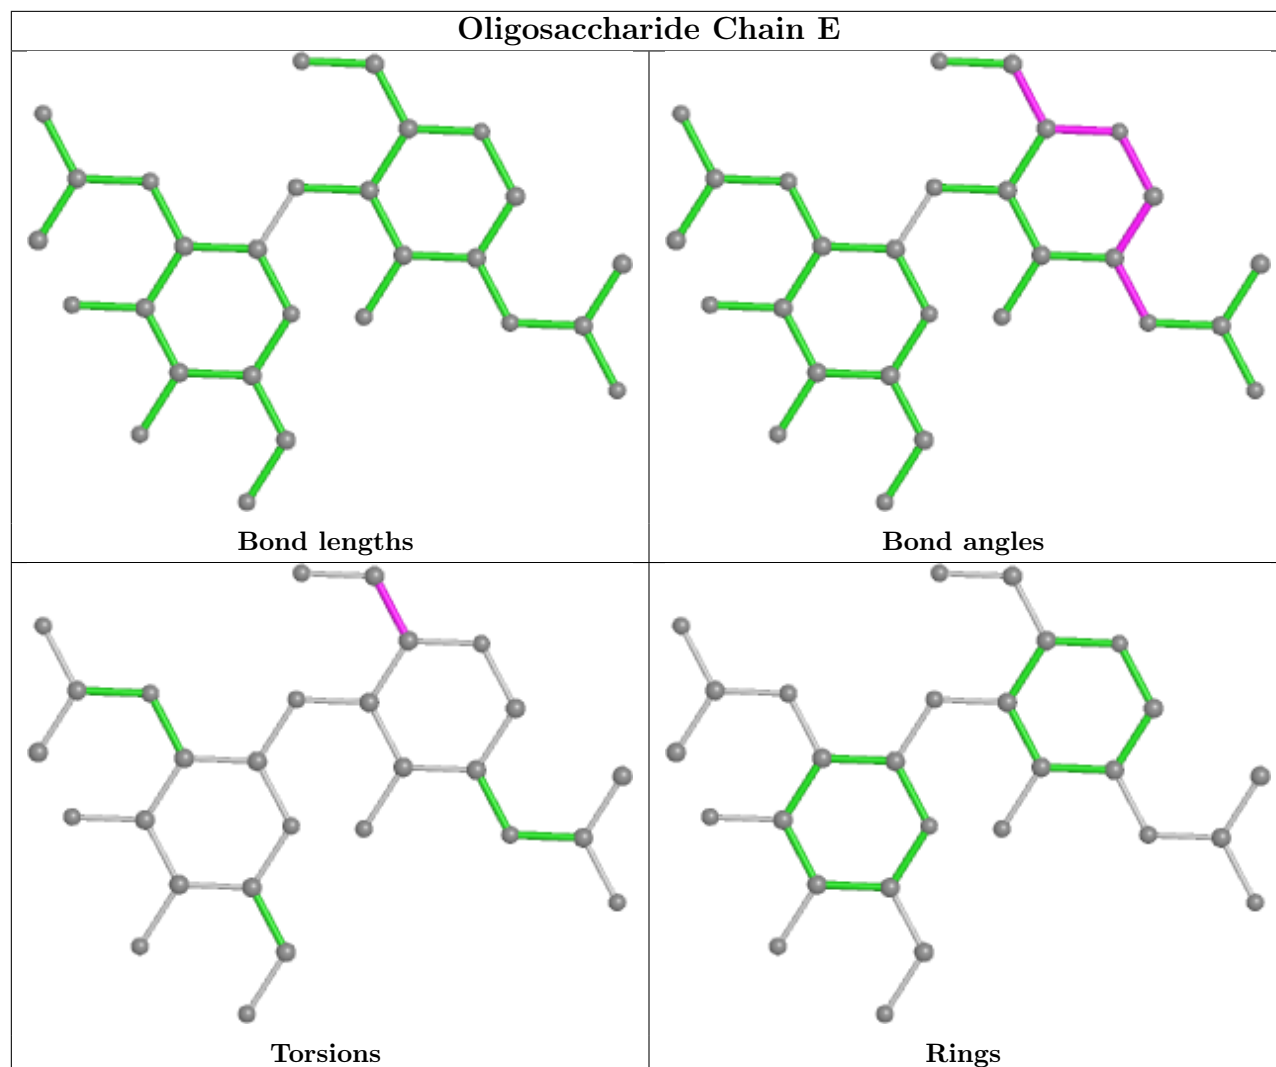 Oligosaccharide Chain E
Bond lengths
Bond angles
Torsions
Rings